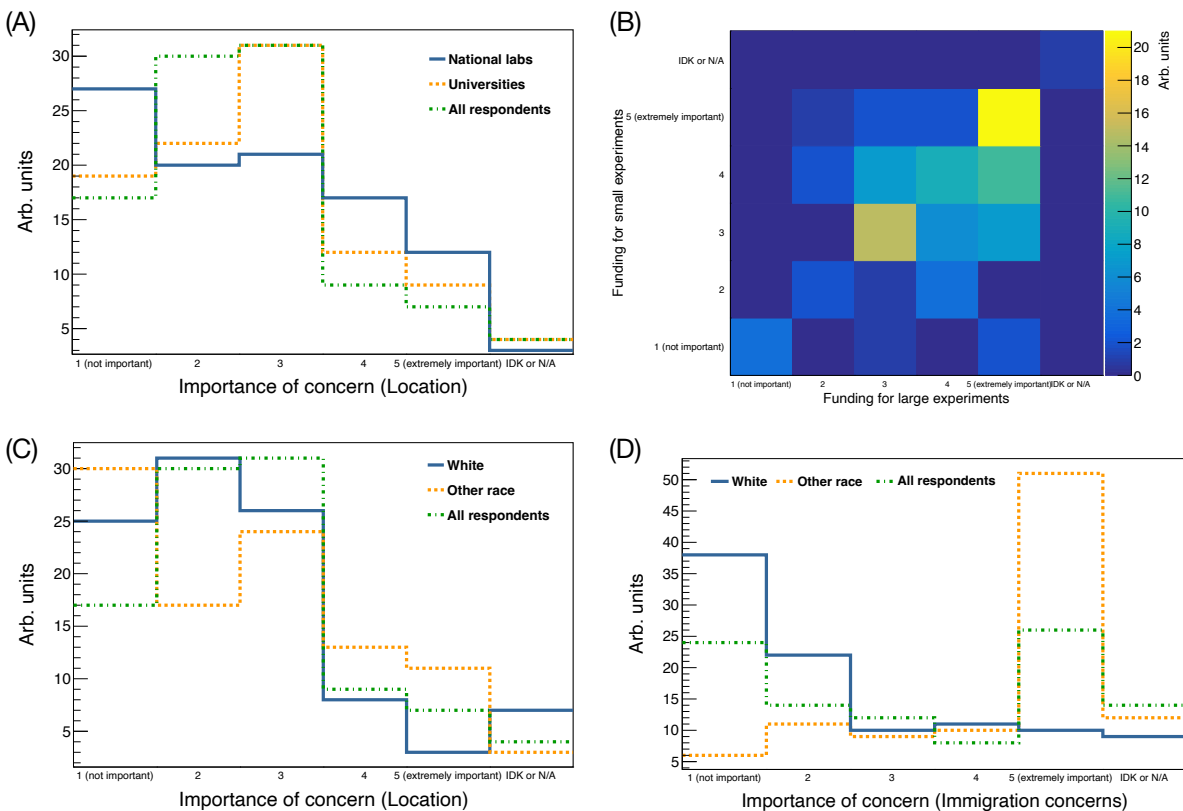 (A)
30
25
20
15
10
5
Arb. units
National labs
Universities
All respondents
1 (not important)
2
3
4
5 (extremely important)
IDK or N/A
Importance of concern (Location)
(B)
IDK or N/A
5 (extremely important)
4
3
2
1 (not important)
Funding for small experiments
1 (not important)
2
3
4
5 (extremely important)
IDK or N/A
Funding for large experiments
20
18
16
14
12
10
8
6
4
2
0
Arb. units
(C)
30
25
20
15
10
5
Arb. units
White
Other race
All respondents
1 (not important)
2
3
4
5 (extremely important)
IDK or N/A
Importance of concern (Location)
(D)
50
45
40
35
30
25
20
15
10
5
Arb. units
White
Other race
All respondents
1 (not important)
2
3
4
5 (extremely important)
IDK or N/A
Importance of concern (Immigration concerns)